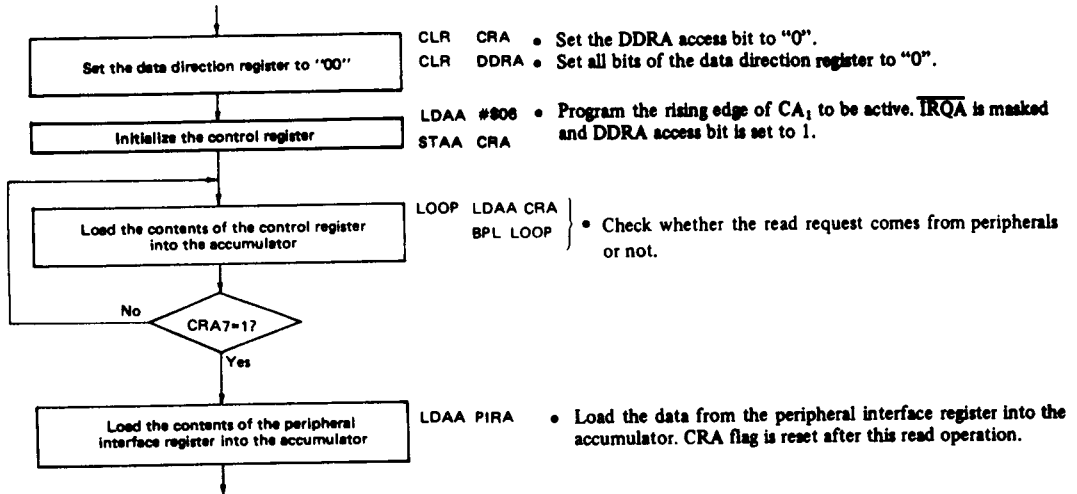 Set the data direction register to "00"
CLR CRA • Set the DDRA access bit to "0".
CLR DDRA • Set all bits of the data direction register to "0".
Initialize the control register
LDAA #$06 • Program the rising edge of CA₁ to be active. I̅R̅Q̅A̅ is masked
STAA CRA and DDRA access bit is set to 1.
Load the contents of the control register
into the accumulator
LOOP LDAA CRA
BPL LOOP
• Check whether the read request comes from peripherals
or not.
No
CRA7=1?
Yes
Load the contents of the peripheral
interface register into the accumulator
LDAA PIRA • Load the data from the peripheral interface register into the
accumulator. CRA flag is reset after this read operation.